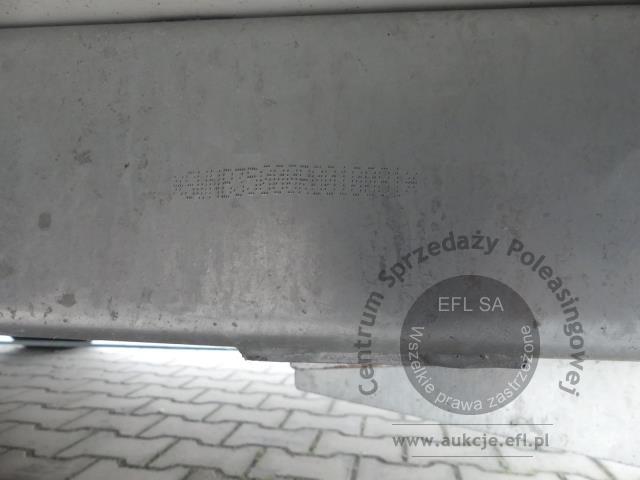 Centrum Sprzedaży Poleasingowej
EFL SA
Wszelkie prawa zastrzeżone
www.aukcje.efl.pl